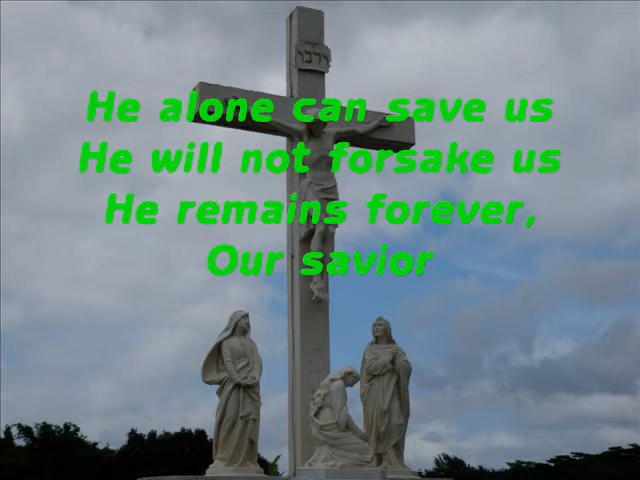 He alone can save us
He will not forsake us
He remains forever,
Our savior